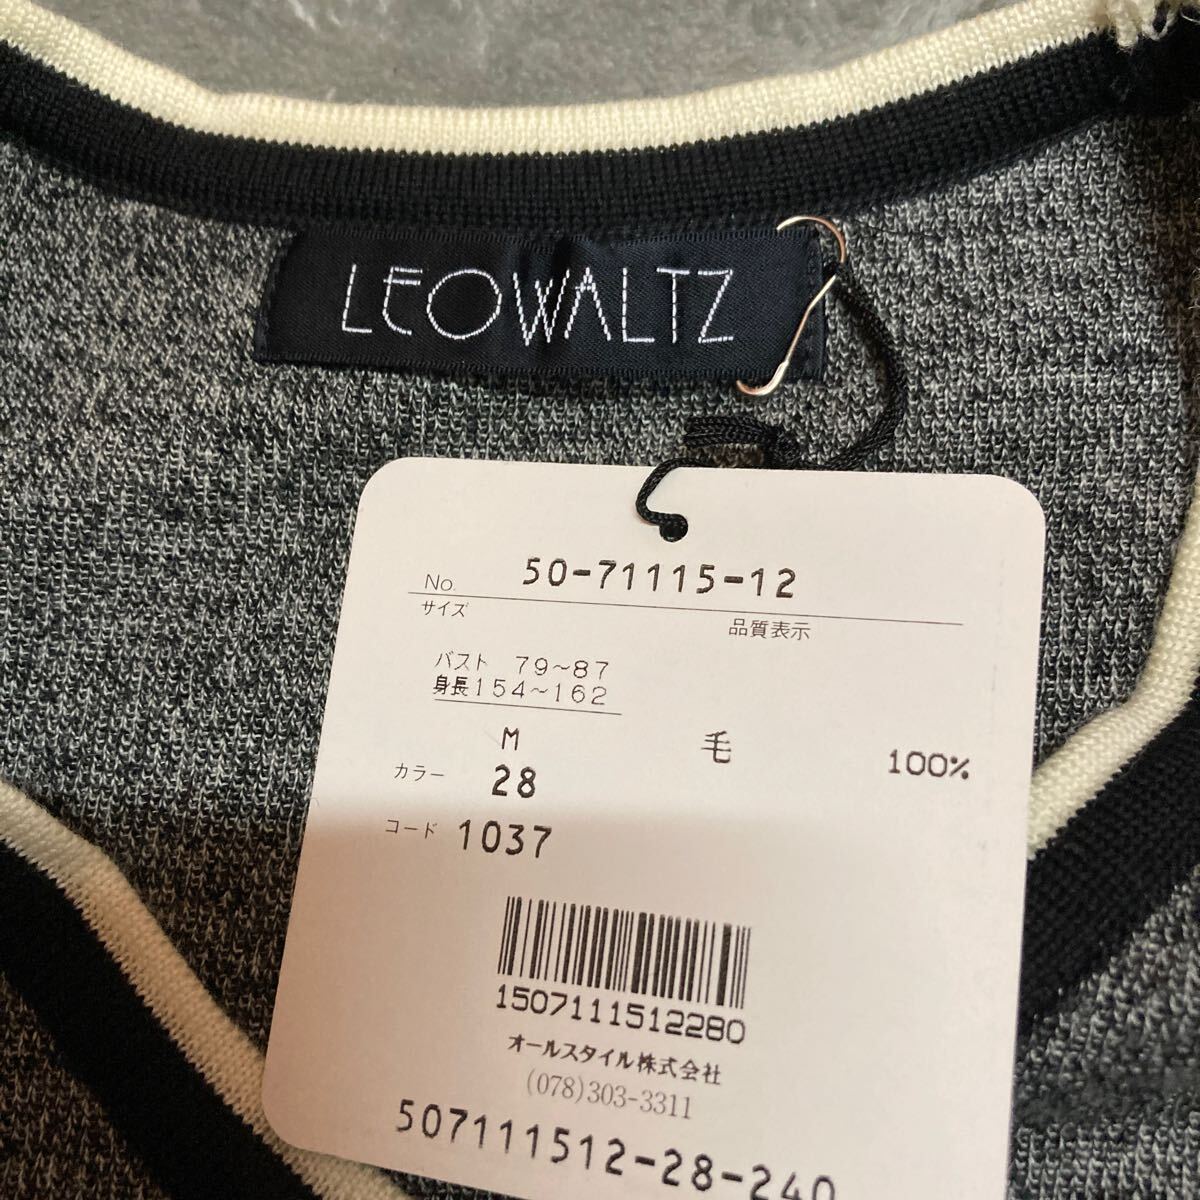 LEOWALTZ
No. 50-71115-12
サイズ 品質表示
バスト 79~87
身長154~162
M 毛 100%
カラー 28
コード 1037
1507111512280
オールスタイル株式会社
(078)303-3311
507111512-28-240